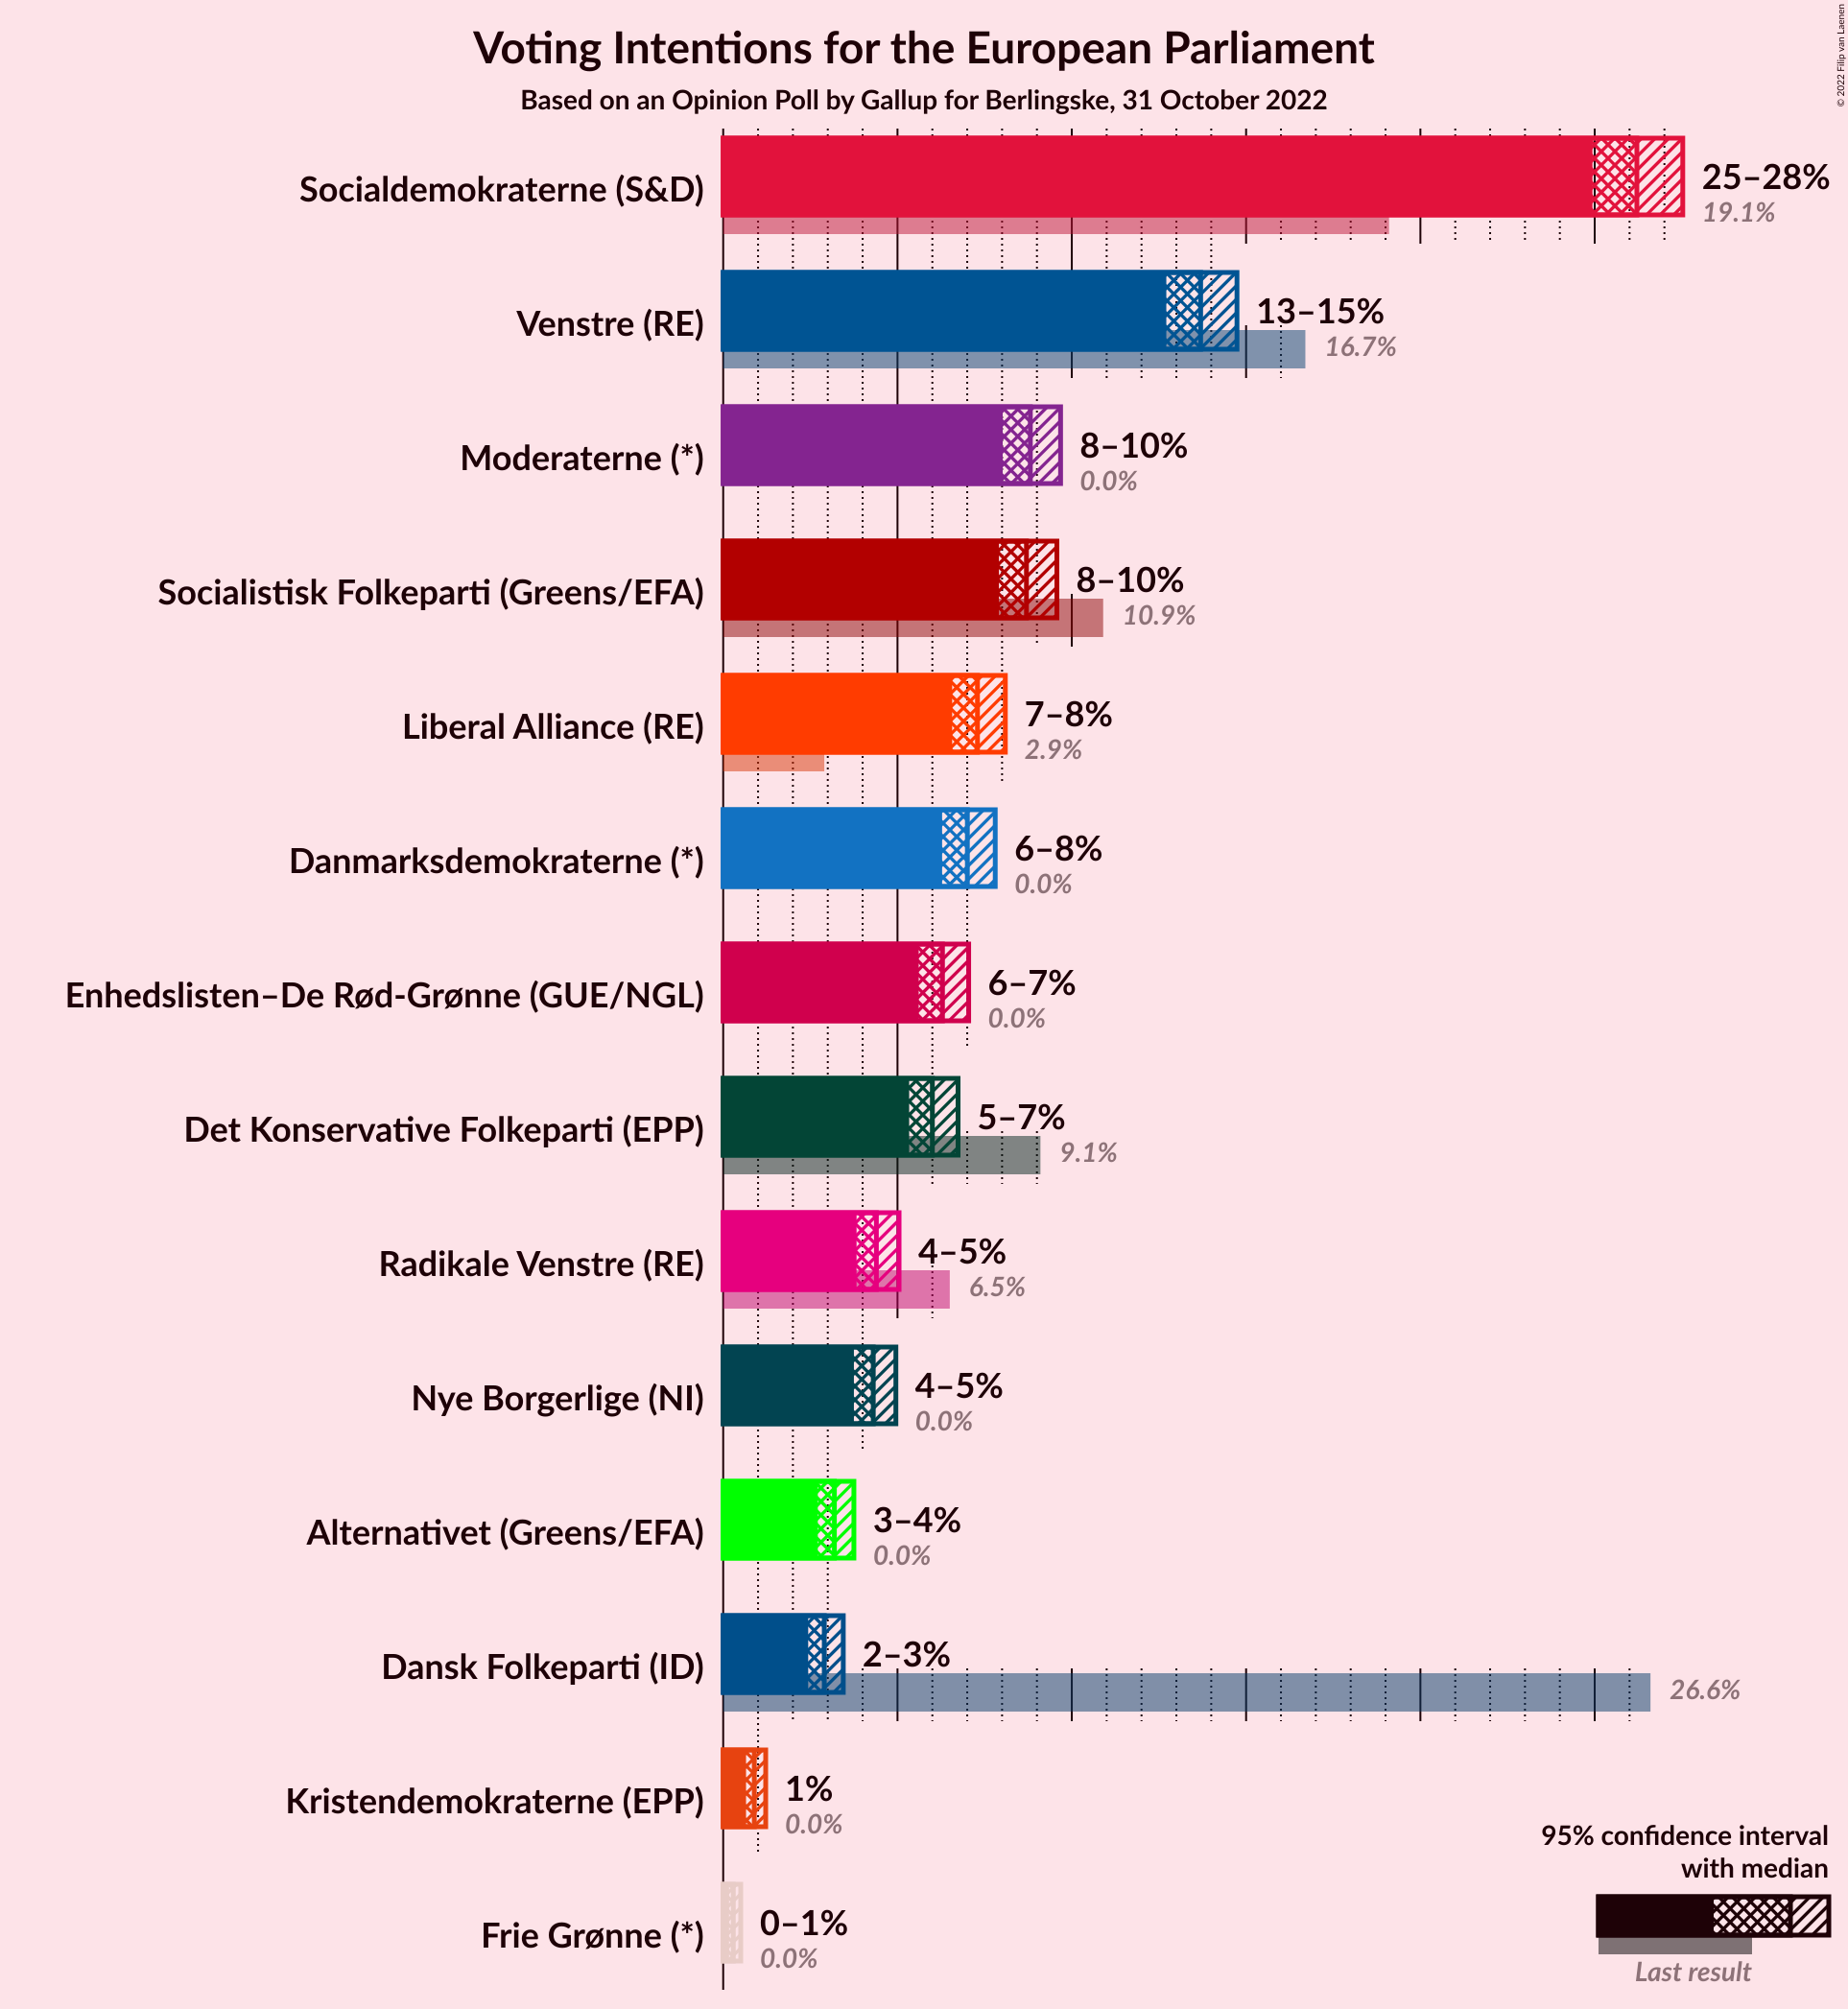 Voting Intentions for the European Parliament
Based on an Opinion Poll by Gallup for Berlingske, 31 October 2022
© 2022 Filip van Laenen
Socialdemokraterne (S&D)
25–28%
19.1%
Venstre (RE)
13–15%
16.7%
Moderaterne (*)
8–10%
0.0%
Socialistisk Folkeparti (Greens/EFA)
8–10%
10.9%
Liberal Alliance (RE)
7–8%
2.9%
Danmarksdemokraterne (*)
6–8%
0.0%
Enhedslisten–De Rød-Grønne (GUE/NGL)
6–7%
0.0%
Det Konservative Folkeparti (EPP)
5–7%
9.1%
Radikale Venstre (RE)
4–5%
6.5%
Nye Borgerlige (NI)
4–5%
0.0%
Alternativet (Greens/EFA)
3–4%
0.0%
Dansk Folkeparti (ID)
2–3%
26.6%
Kristendemokraterne (EPP)
1%
0.0%
Frie Grønne (*)
0–1%
0.0%
95% confidence interval
with median
Last result